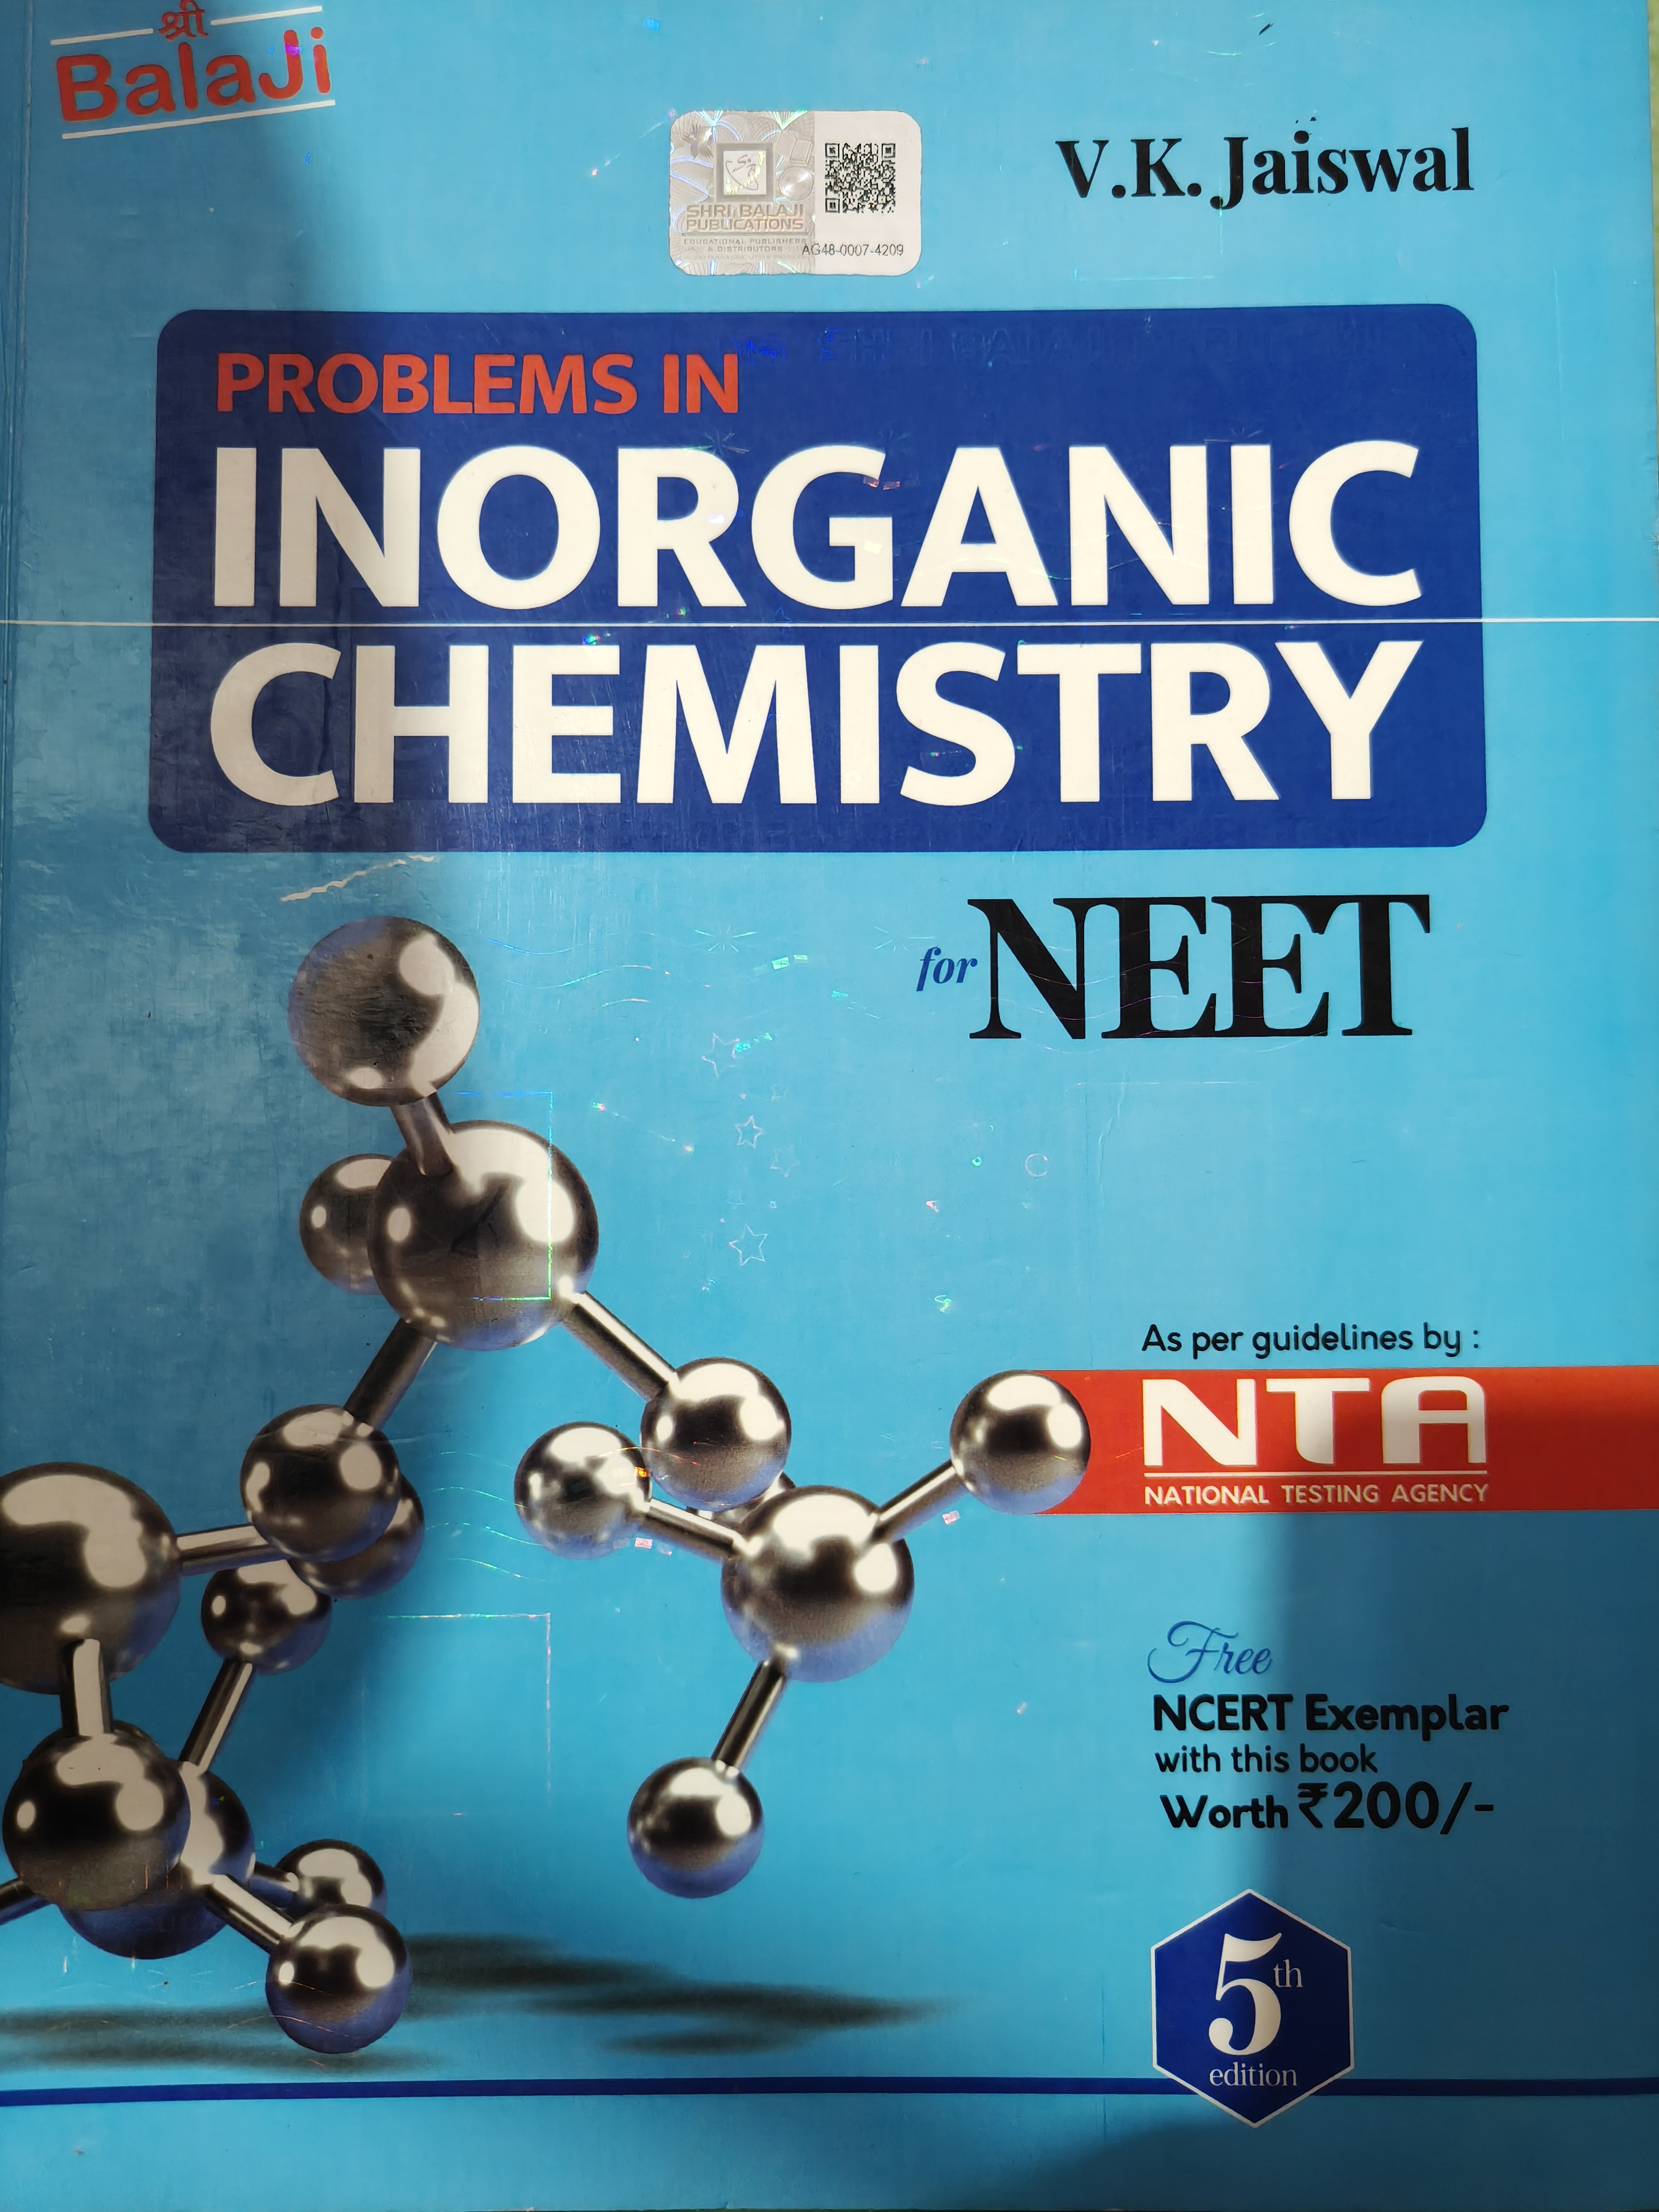 श्री
BalaJi
V.K. Jaiswal
SHRI BALAJI
PUBLICATIONS
EDUCATIONAL PUBLISHERS
& DISTRIBUTORS
AG48-0007-4209
PROBLEMS IN
INORGANIC
CHEMISTRY
for NEET
As per guidelines by :
NTA
NATIONAL TESTING AGENCY
Free
NCERT Exemplar
with this book
Worth ₹200/-
5th
edition